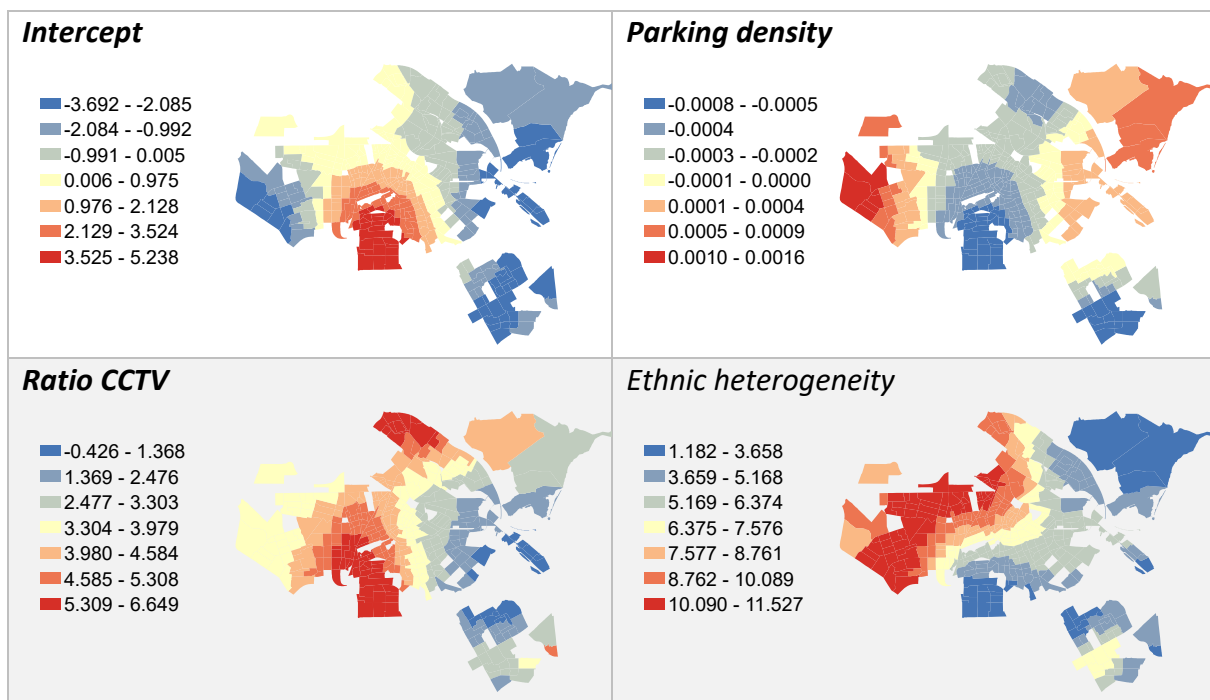 Intercept
-3.692 - -2.085
-2.084 - -0.992
-0.991 - 0.005
0.006 - 0.975
0.976 - 2.128
2.129 - 3.524
3.525 - 5.238
Parking density
-0.0008 - -0.0005
-0.0004
-0.0003 - -0.0002
-0.0001 - 0.0000
0.0001 - 0.0004
0.0005 - 0.0009
0.0010 - 0.0016
Ratio CCTV
-0.426 - 1.368
1.369 - 2.476
2.477 - 3.303
3.304 - 3.979
3.980 - 4.584
4.585 - 5.308
5.309 - 6.649
Ethnic heterogeneity
1.182 - 3.658
3.659 - 5.168
5.169 - 6.374
6.375 - 7.576
7.577 - 8.761
8.762 - 10.089
10.090 - 11.527